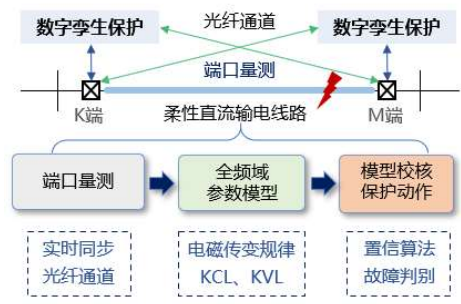 数字孪生保护
光纤通道
数字孪生保护
端口量测
K端
M端
柔性直流输电线路
端口量测
全频域
参数模型
模型校核
保护动作
实时同步
光纤通道
电磁传变规律
KCL、KVL
置信算法
故障判别